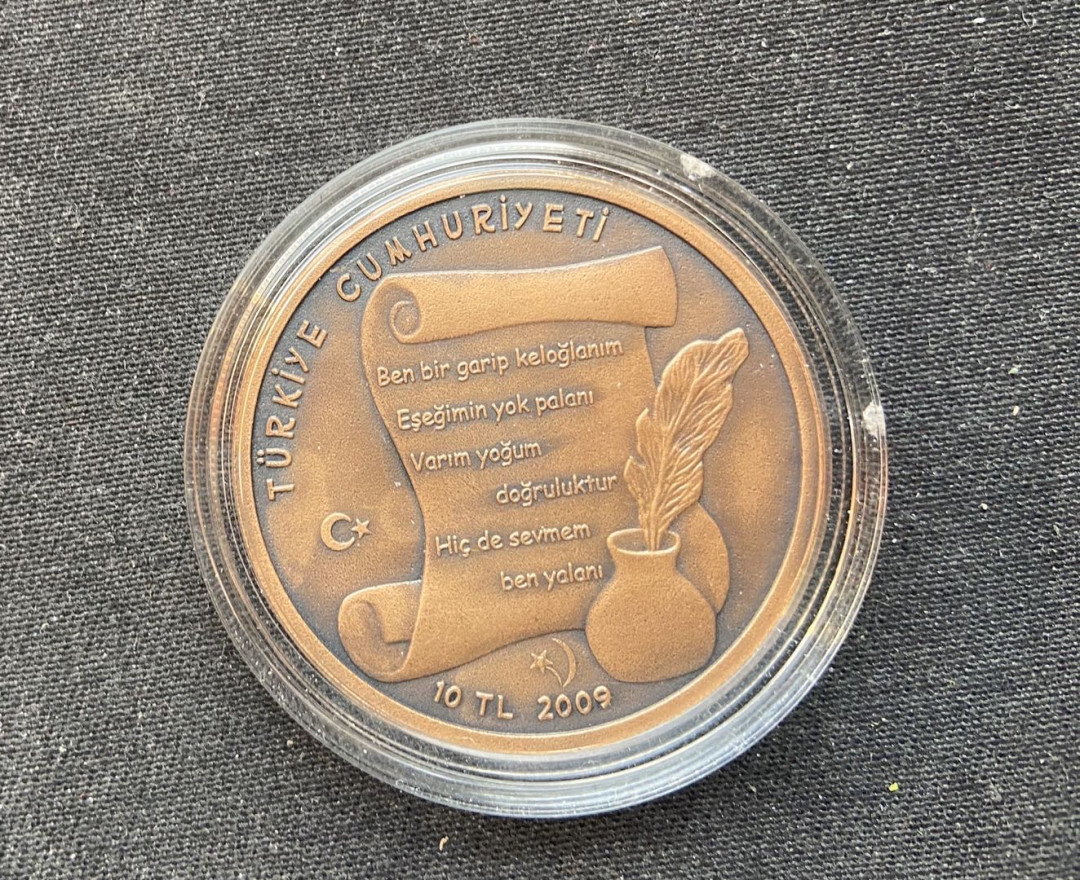 TÜRKİYE CUMHURİYETİ
Ben bir garip keloğlanım
Eşeğimin yok palanı
Varım yoğum
doğruluktur
Hiç de sevmem
ben yalanı
10 TL 2009